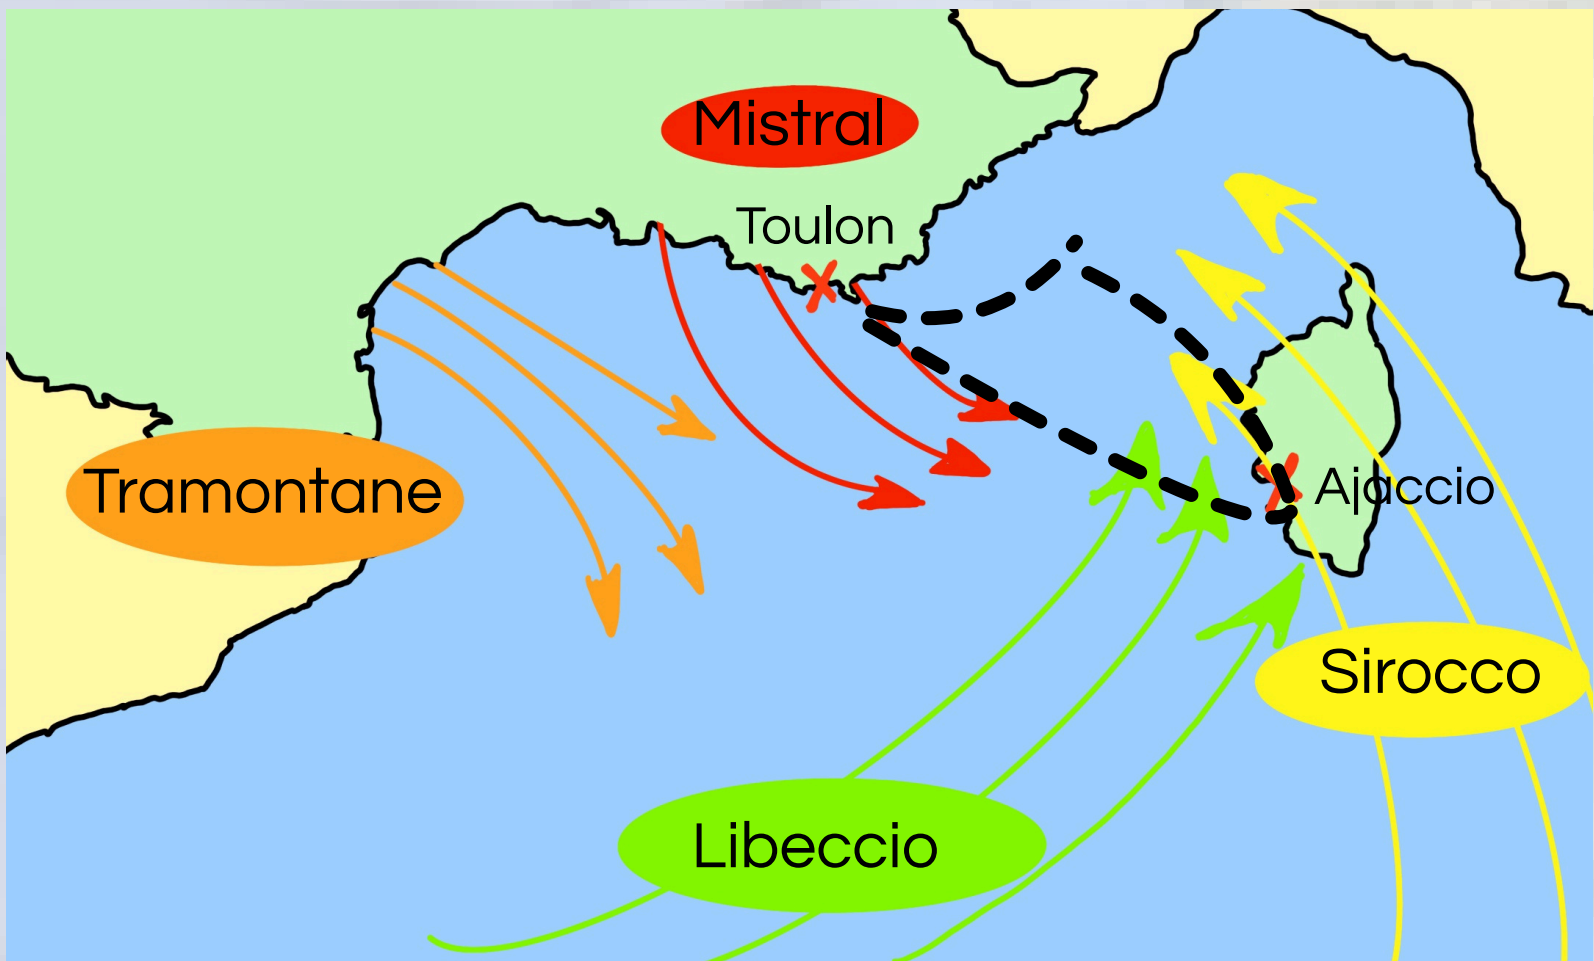 Mistral
Toulon
Tramontane
Ajaccio
Sirocco
Libeccio